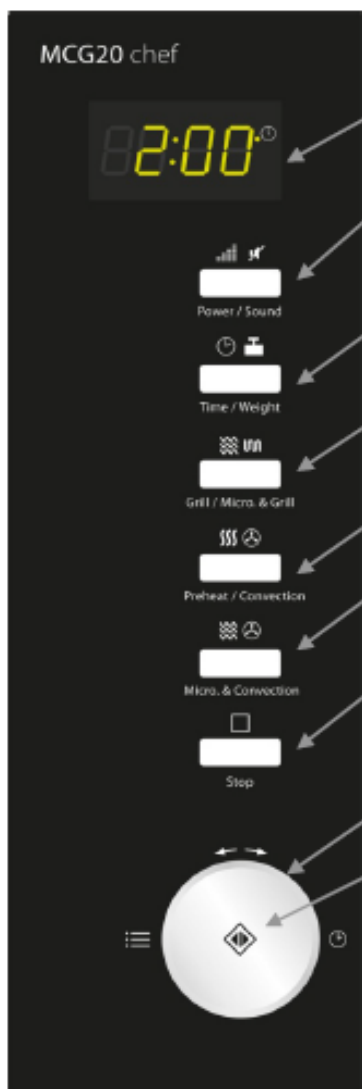 MCG20 chef
2:00
Power / Sound
Time / Weight
Grill / Micro. & Grill
Preheat / Convection
Micro. & Convection
Stop